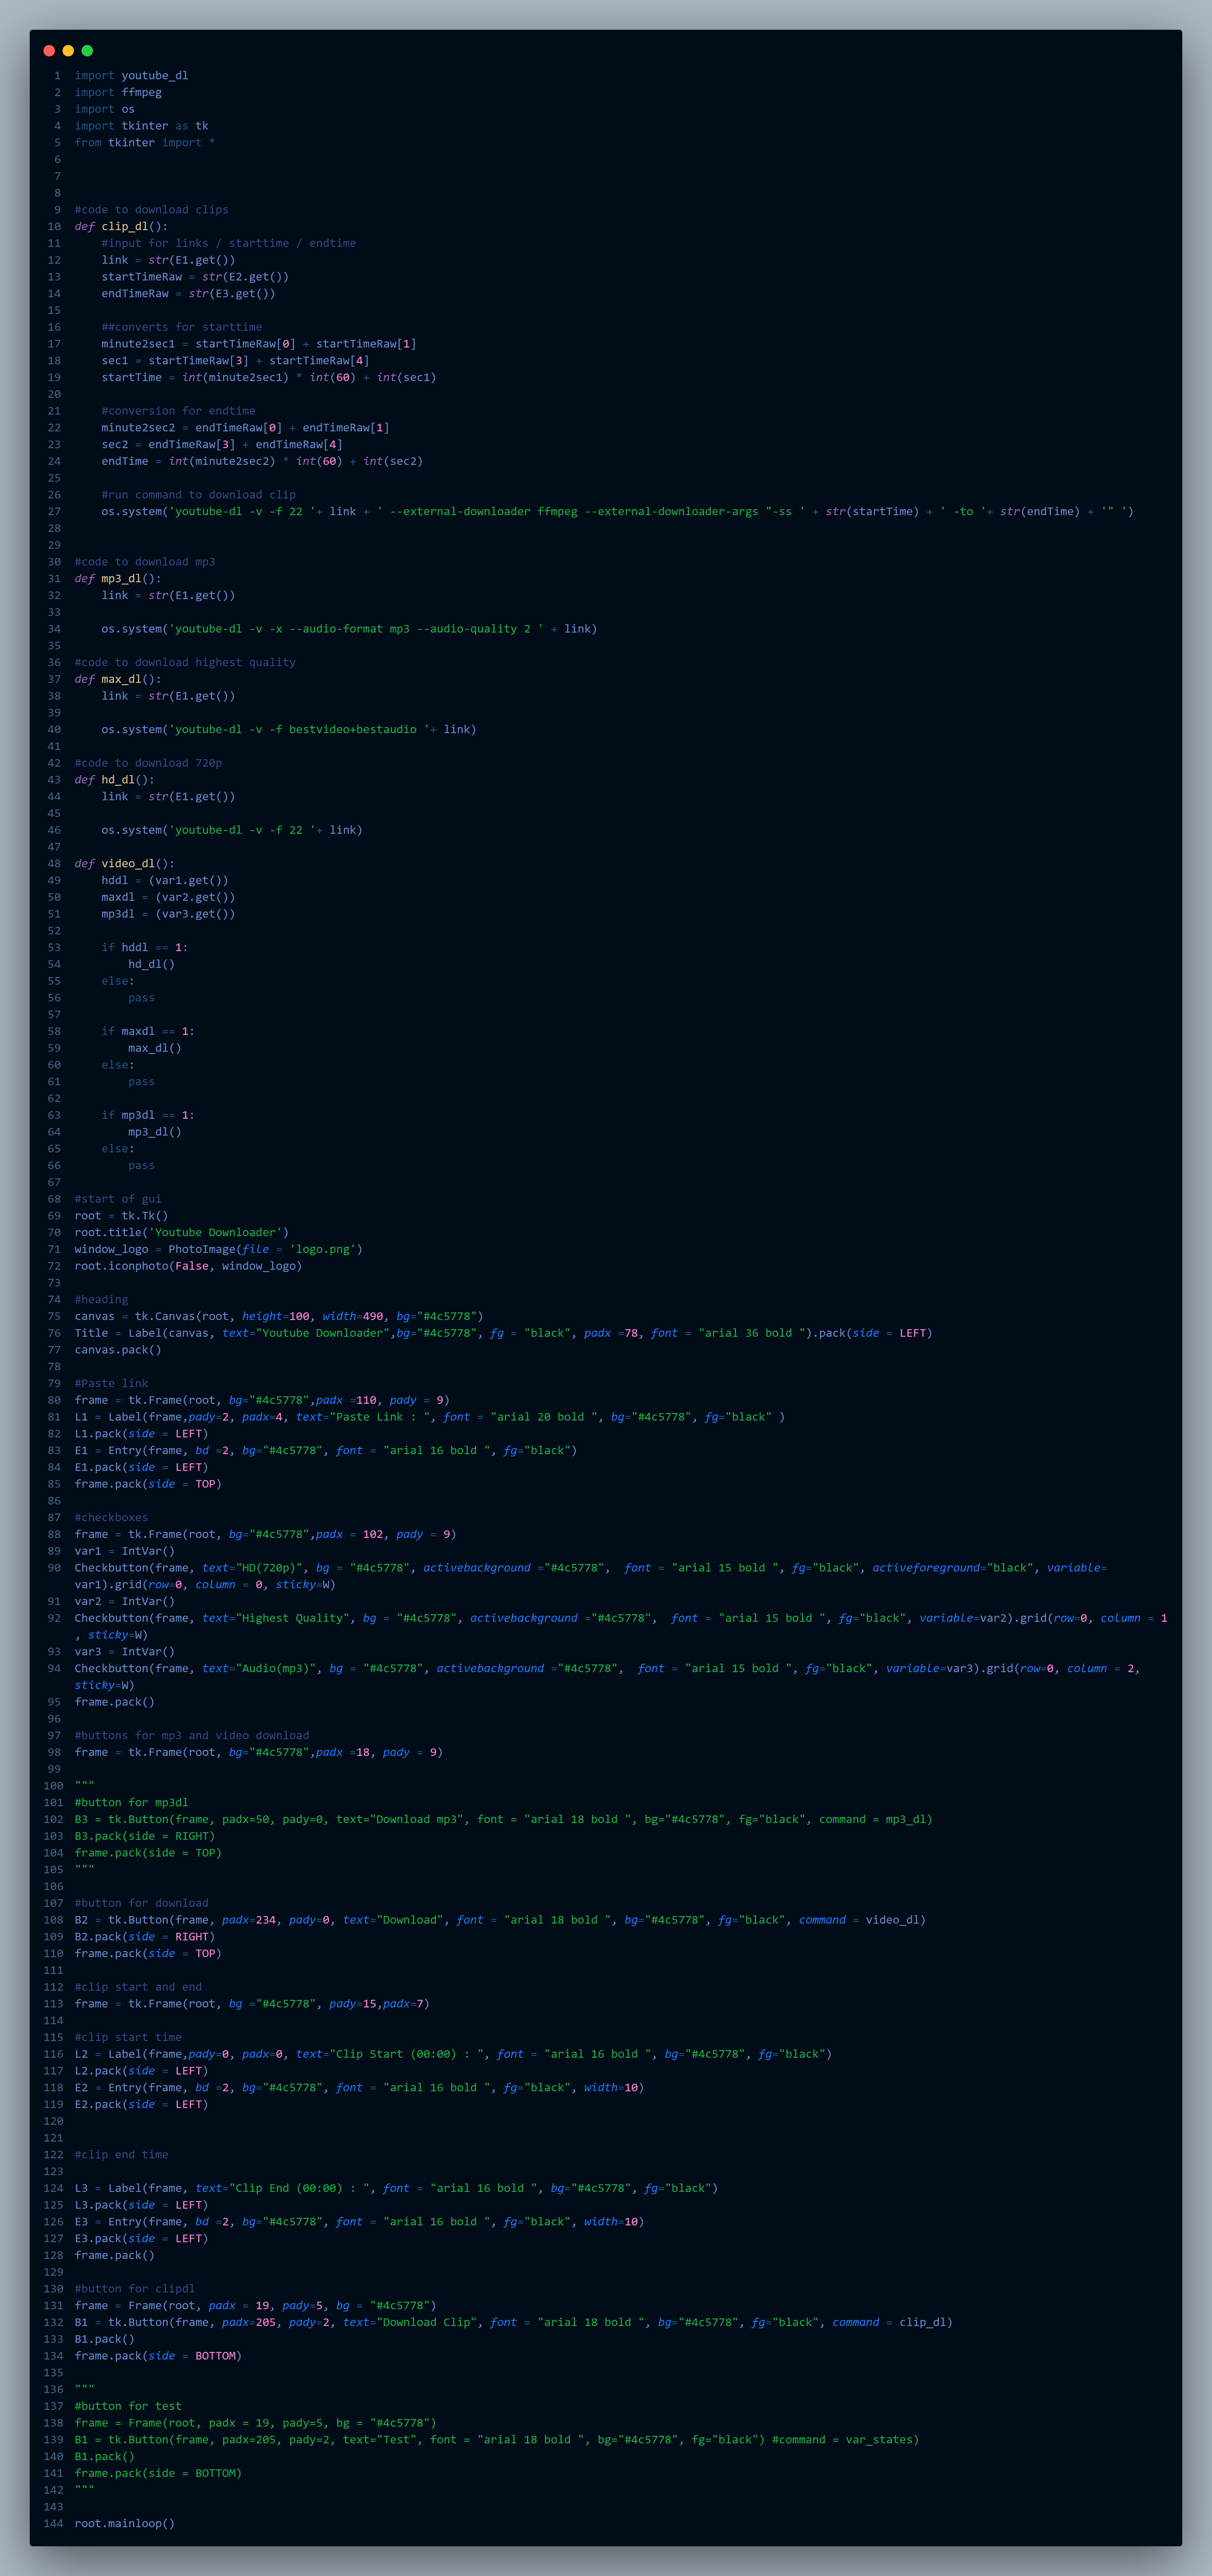 1 import youtube_dl
2 import ffmpeg
3 import os
4 import tkinter as tk
5 from tkinter import *
6
7
8
9 #code to download clips
10 def clip_dl():
11     #input for links / starttime / endtime
12     link = str(E1.get())
13     startTimeRaw = str(E2.get())
14     endTimeRaw = str(E3.get())
15
16     ##converts for starttime
17     minute2sec1 = startTimeRaw[0] + startTimeRaw[1]
18     sec1 = startTimeRaw[3] + startTimeRaw[4]
19     startTime = int(minute2sec1) * int(60) + int(sec1)
20
21     #conversion for endtime
22     minute2sec2 = endTimeRaw[0] + endTimeRaw[1]
23     sec2 = endTimeRaw[3] + endTimeRaw[4]
24     endTime = int(minute2sec2) * int(60) + int(sec2)
25
26     #run command to download clip
27     os.system('youtube-dl -v -f 22 '+ link + ' --external-downloader ffmpeg --external-downloader-args "-ss ' + str(startTime) + ' -to '+ str(endTime) + '" ')
28
29
30 #code to download mp3
31 def mp3_dl():
32     link = str(E1.get())
33
34     os.system('youtube-dl -v -x --audio-format mp3 --audio-quality 2 ' + link)
35
36 #code to download highest quality
37 def max_dl():
38     link = str(E1.get())
39
40     os.system('youtube-dl -v -f bestvideo+bestaudio '+ link)
41
42 #code to download 720p
43 def hd_dl():
44     link = str(E1.get())
45
46     os.system('youtube-dl -v -f 22 '+ link)
47
48 def video_dl():
49     hddl = (var1.get())
50     maxdl = (var2.get())
51     mp3dl = (var3.get())
52
53     if hddl == 1:
54         hd_dl()
55     else:
56         pass
57
58     if maxdl == 1:
59         max_dl()
60     else:
61         pass
62
63     if mp3dl == 1:
64         mp3_dl()
65     else:
66         pass
67
68 #start of gui
69 root = tk.Tk()
70 root.title('Youtube Downloader')
71 window_logo = PhotoImage(file = 'logo.png')
72 root.iconphoto(False, window_logo)
73
74 #heading
75 canvas = tk.Canvas(root, height=100, width=490, bg="#4c5778")
76 Title = Label(canvas, text="Youtube Downloader",bg="#4c5778", fg = "black", padx =78, font = "arial 36 bold ").pack(side = LEFT)
77 canvas.pack()
78
79 #Paste link
80 frame = tk.Frame(root, bg="#4c5778",padx =110, pady = 9)
81 L1 = Label(frame,pady=2, padx=4, text="Paste Link : ", font = "arial 20 bold ", bg="#4c5778", fg="black" )
82 L1.pack(side = LEFT)
83 E1 = Entry(frame, bd =2, bg="#4c5778", font = "arial 16 bold ", fg="black")
84 E1.pack(side = LEFT)
85 frame.pack(side = TOP)
86
87 #checkboxes
88 frame = tk.Frame(root, bg="#4c5778",padx = 102, pady = 9)
89 var1 = IntVar()
90 Checkbutton(frame, text="HD(720p)", bg = "#4c5778", activebackground ="#4c5778",  font = "arial 15 bold ", fg="black", activeforeground="black", variable=
var1).grid(row=0, column = 0, sticky=W)
91 var2 = IntVar()
92 Checkbutton(frame, text="Highest Quality", bg = "#4c5778", activebackground ="#4c5778",  font = "arial 15 bold ", fg="black", variable=var2).grid(row=0, column = 1
, sticky=W)
93 var3 = IntVar()
94 Checkbutton(frame, text="Audio(mp3)", bg = "#4c5778", activebackground ="#4c5778",  font = "arial 15 bold ", fg="black", variable=var3).grid(row=0, column = 2,
sticky=W)
95 frame.pack()
96
97 #buttons for mp3 and video download
98 frame = tk.Frame(root, bg="#4c5778",padx =18, pady = 9)
99
100 """
101 #button for mp3dl
102 B3 = tk.Button(frame, padx=50, pady=0, text="Download mp3", font = "arial 18 bold ", bg="#4c5778", fg="black", command = mp3_dl)
103 B3.pack(side = RIGHT)
104 frame.pack(side = TOP)
105 """
106
107 #button for download
108 B2 = tk.Button(frame, padx=234, pady=0, text="Download", font = "arial 18 bold ", bg="#4c5778", fg="black", command = video_dl)
109 B2.pack(side = RIGHT)
110 frame.pack(side = TOP)
111
112 #clip start and end
113 frame = tk.Frame(root, bg ="#4c5778", pady=15,padx=7)
114
115 #clip start time
116 L2 = Label(frame,pady=0, padx=0, text="Clip Start (00:00) : ", font = "arial 16 bold ", bg="#4c5778", fg="black")
117 L2.pack(side = LEFT)
118 E2 = Entry(frame, bd =2, bg="#4c5778", font = "arial 16 bold ", fg="black", width=10)
119 E2.pack(side = LEFT)
120
121
122 #clip end time
123
124 L3 = Label(frame, text="Clip End (00:00) : ", font = "arial 16 bold ", bg="#4c5778", fg="black")
125 L3.pack(side = LEFT)
126 E3 = Entry(frame, bd =2, bg="#4c5778", font = "arial 16 bold ", fg="black", width=10)
127 E3.pack(side = LEFT)
128 frame.pack()
129
130 #button for clipdl
131 frame = Frame(root, padx = 19, pady=5, bg = "#4c5778")
132 B1 = tk.Button(frame, padx=205, pady=2, text="Download Clip", font = "arial 18 bold ", bg="#4c5778", fg="black", command = clip_dl)
133 B1.pack()
134 frame.pack(side = BOTTOM)
135
136 """
137 #button for test
138 frame = Frame(root, padx = 19, pady=5, bg = "#4c5778")
139 B1 = tk.Button(frame, padx=205, pady=2, text="Test", font = "arial 18 bold ", bg="#4c5778", fg="black") #command = var_states)
140 B1.pack()
141 frame.pack(side = BOTTOM)
142 """
143
144 root.mainloop()